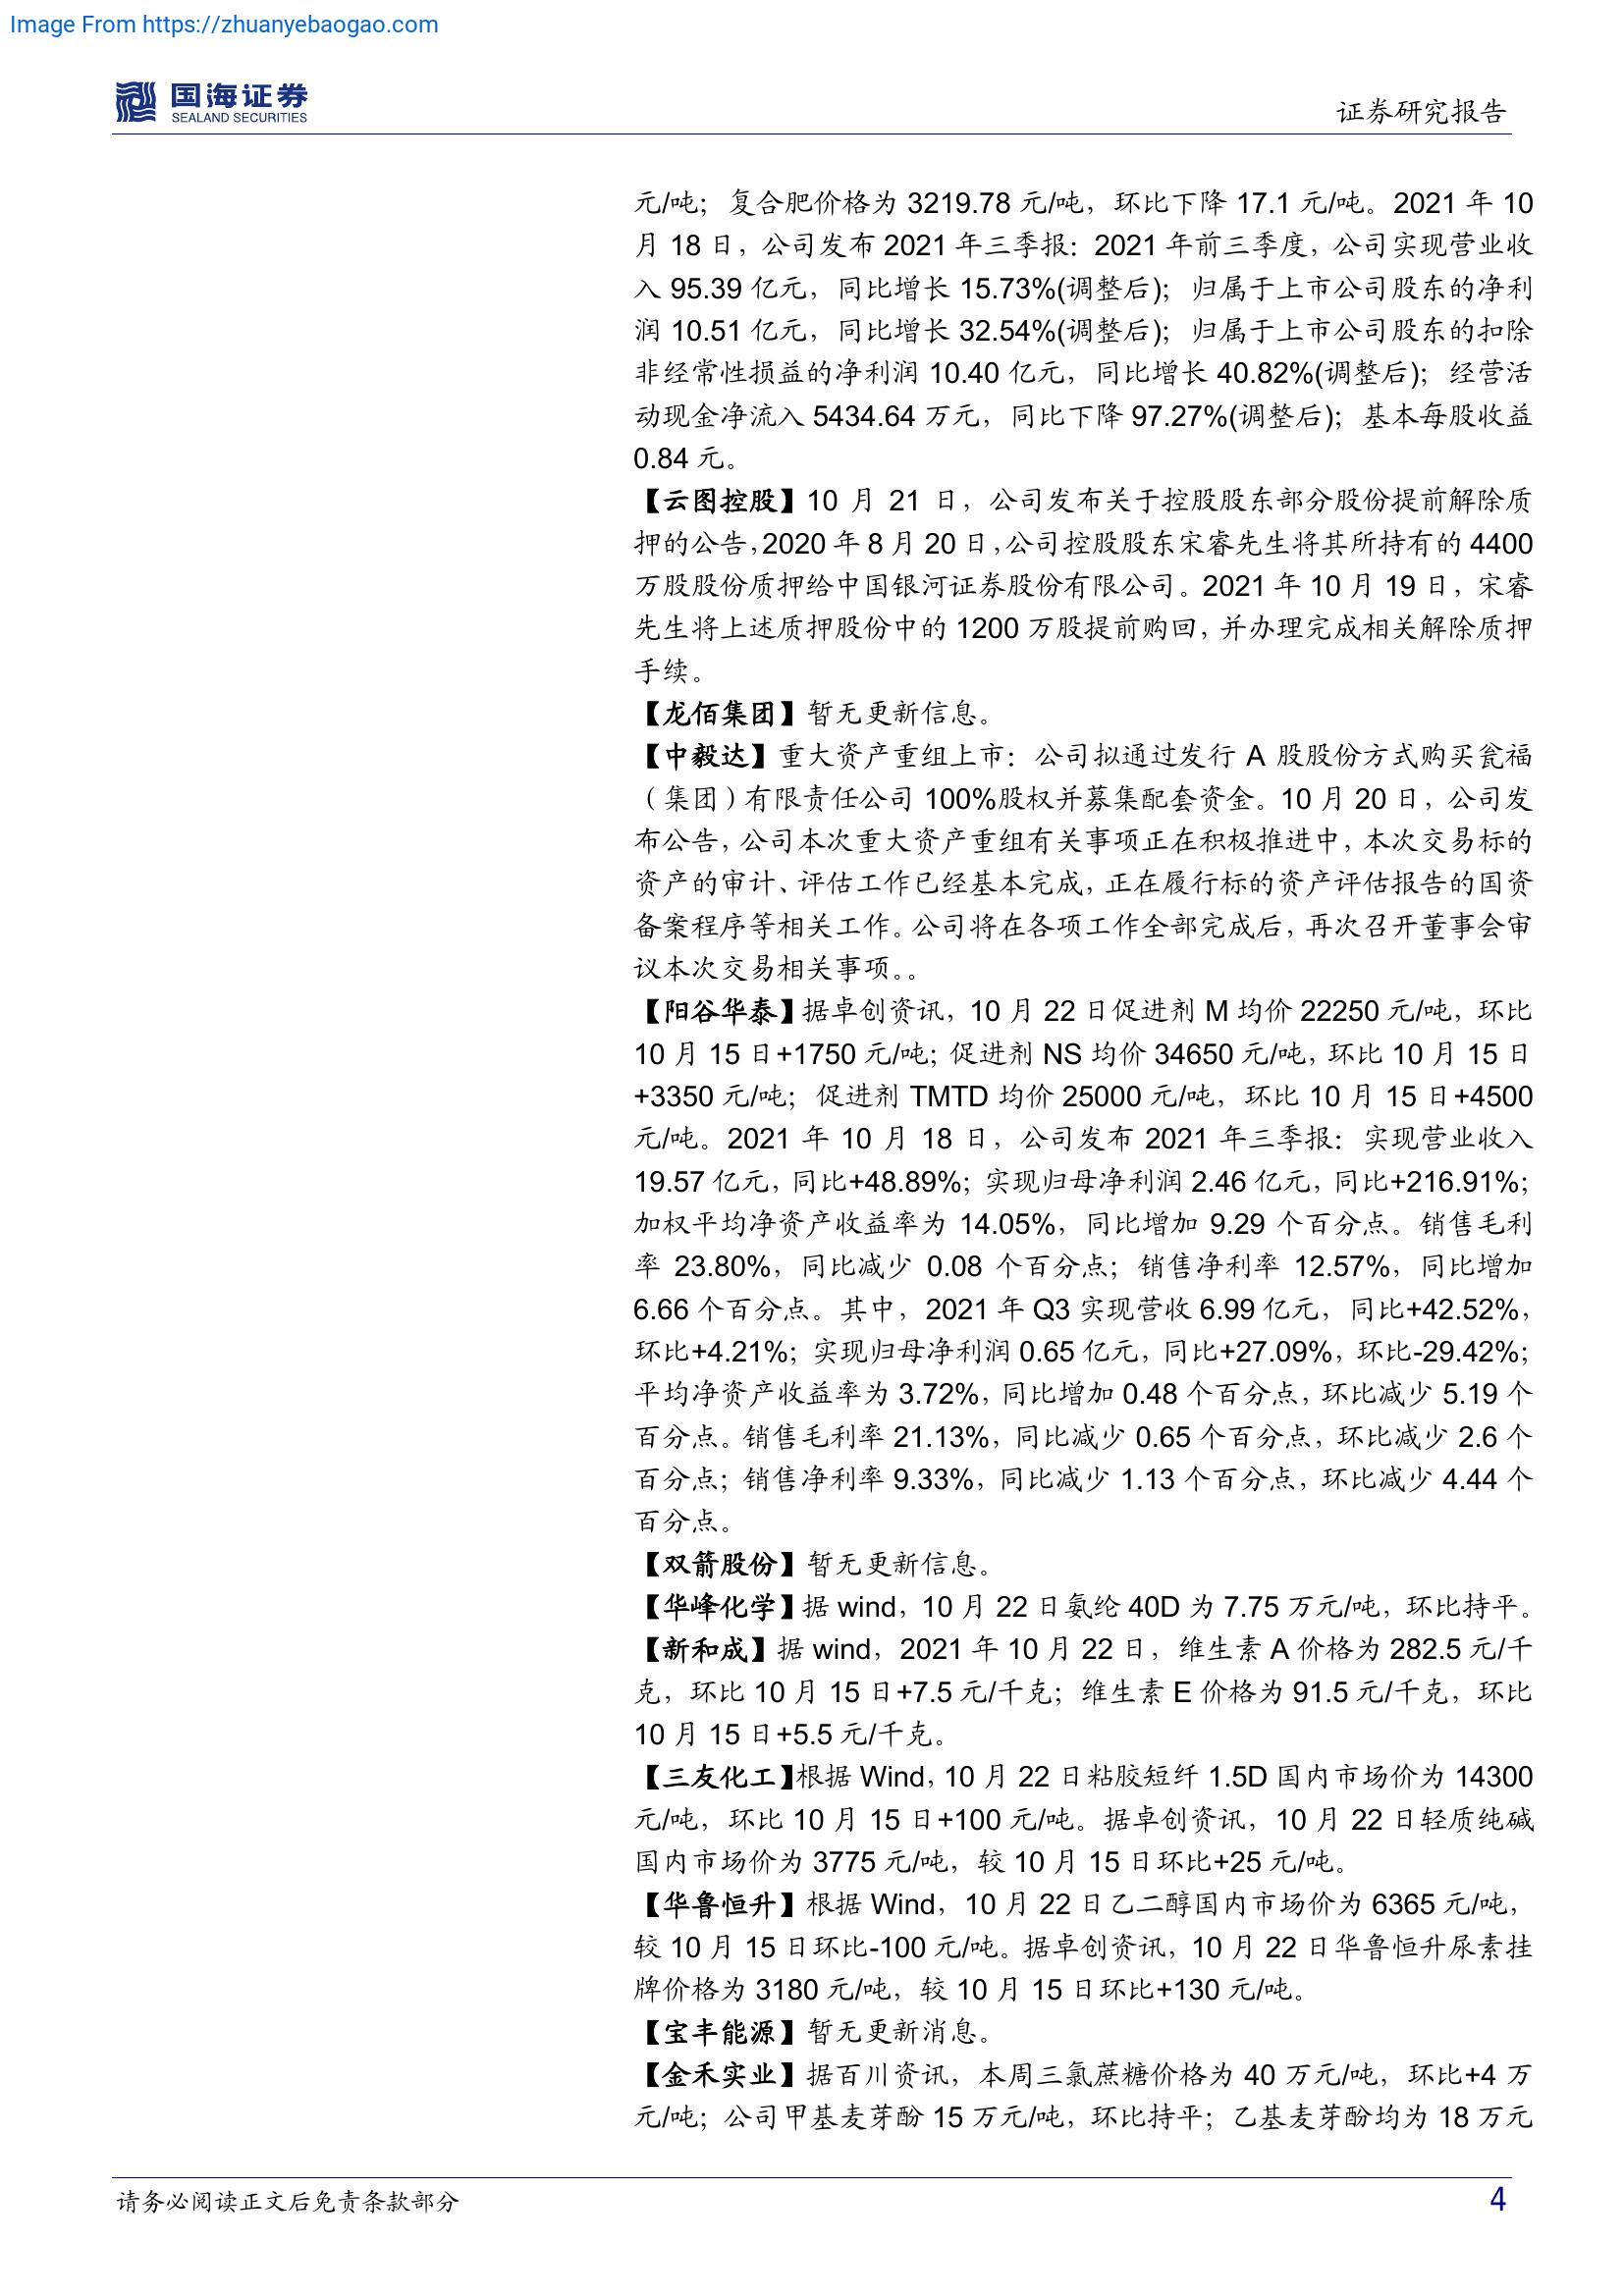 Image From https://zhuanyebaogao.com
国海证券
SEALAND SECURITIES
证券研究报告
元/吨；复合肥价格为 3219.78 元/吨，环比下降 17.1 元/吨。2021 年 10
月 18 日，公司发布 2021 年三季报：2021 年前三季度，公司实现营业收
入 95.39 亿元，同比增长 15.73%(调整后)；归属于上市公司股东的净利
润 10.51 亿元，同比增长 32.54%(调整后)；归属于上市公司股东的扣除
非经常性损益的净利润 10.40 亿元，同比增长 40.82%(调整后)；经营活
动现金净流入 5434.64 万元，同比下降 97.27%(调整后)；基本每股收益
0.84 元。
【云图控股】10 月 21 日，公司发布关于控股股东部分股份提前解除质
押的公告，2020 年 8 月 20 日，公司控股股东宋睿先生将其所持有的 4400
万股股份质押给中国银河证券股份有限公司。2021 年 10 月 19 日，宋睿
先生将上述质押股份中的 1200 万股提前购回，并办理完成相关解除质押
手续。
【龙佰集团】暂无更新信息。
【中毅达】重大资产重组上市：公司拟通过发行 A 股股份方式购买瓮福
（集团）有限责任公司 100%股权并募集配套资金。10 月 20 日，公司发
布公告，公司本次重大资产重组有关事项正在积极推进中，本次交易标的
资产的审计、评估工作已经基本完成，正在履行标的资产评估报告的国资
备案程序等相关工作。公司将在各项工作全部完成后，再次召开董事会审
议本次交易相关事项。。
【阳谷华泰】据卓创资讯，10 月 22 日促进剂 M 均价 22250 元/吨，环比
10 月 15 日+1750 元/吨；促进剂 NS 均价 34650 元/吨，环比 10 月 15 日
+3350 元/吨；促进剂 TMTD 均价 25000 元/吨，环比 10 月 15 日+4500
元/吨。2021 年 10 月 18 日，公司发布 2021 年三季报：实现营业收入
19.57 亿元，同比+48.89%；实现归母净利润 2.46 亿元，同比+216.91%；
加权平均净资产收益率为 14.05%，同比增加 9.29 个百分点。销售毛利
率 23.80%，同比减少 0.08 个百分点；销售净利率 12.57%，同比增加
6.66 个百分点。其中，2021 年 Q3 实现营收 6.99 亿元，同比+42.52%，
环比+4.21%；实现归母净利润 0.65 亿元，同比+27.09%，环比-29.42%；
平均净资产收益率为 3.72%，同比增加 0.48 个百分点，环比减少 5.19 个
百分点。销售毛利率 21.13%，同比减少 0.65 个百分点，环比减少 2.6 个
百分点；销售净利率 9.33%，同比减少 1.13 个百分点，环比减少 4.44 个
百分点。
【双箭股份】暂无更新信息。
【华峰化学】据 wind，10 月 22 日氨纶 40D 为 7.75 万元/吨，环比持平。
【新和成】据 wind，2021 年 10 月 22 日，维生素 A 价格为 282.5 元/千
克，环比 10 月 15 日+7.5 元/千克；维生素 E 价格为 91.5 元/千克，环比
10 月 15 日+5.5 元/千克。
【三友化工】根据 Wind，10 月 22 日粘胶短纤 1.5D 国内市场价为 14300
元/吨，环比 10 月 15 日+100 元/吨。据卓创资讯，10 月 22 日轻质纯碱
国内市场价为 3775 元/吨，较 10 月 15 日环比+25 元/吨。
【华鲁恒升】根据 Wind，10 月 22 日乙二醇国内市场价为 6365 元/吨，
较 10 月 15 日环比-100 元/吨。据卓创资讯，10 月 22 日华鲁恒升尿素挂
牌价格为 3180 元/吨，较 10 月 15 日环比+130 元/吨。
【宝丰能源】暂无更新消息。
【金禾实业】据百川资讯，本周三氯蔗糖价格为 40 万元/吨，环比+4 万
元/吨；公司甲基麦芽酚 15 万元/吨，环比持平；乙基麦芽酚均为 18 万元
请务必阅读正文后免责条款部分
4